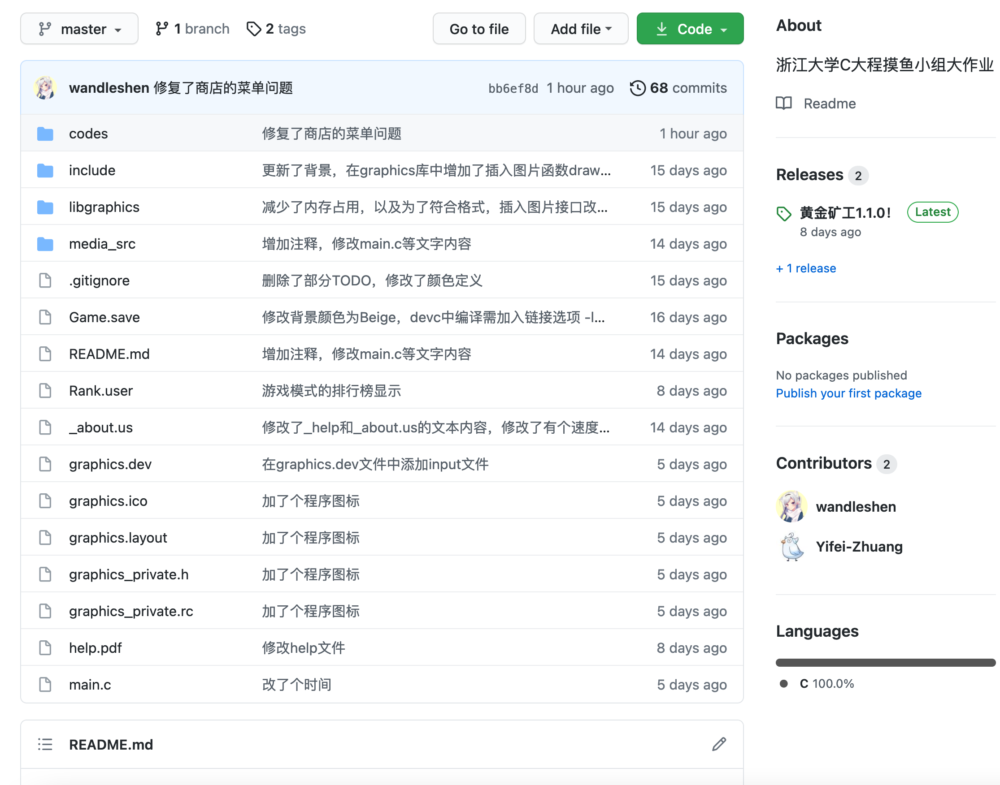 master
1 branch
2 tags
Go to file
Add file
Code
wandleshen 修复了商店的菜单问题 bb6ef8d 1 hour ago 68 commits
codes 修复了商店的菜单问题 1 hour ago
include 更新了背景，在graphics库中增加了插入图片函数draw... 15 days ago
libgraphics 减少了内存占用，以及为了符合格式，插入图片接口改... 15 days ago
media_src 增加注释，修改main.c等文字内容 14 days ago
.gitignore 删除了部分TODO，修改了颜色定义 15 days ago
Game.save 修改背景颜色为Beige，devc中编译需加入链接选项 -l... 16 days ago
README.md 增加注释，修改main.c等文字内容 14 days ago
Rank.user 游戏模式的排行榜显示 8 days ago
_about.us 修改了_help和_about.us的文本内容，修改了有个速度... 14 days ago
graphics.dev 在graphics.dev文件中添加input文件 5 days ago
graphics.ico 加了个程序图标 5 days ago
graphics.layout 加了个程序图标 5 days ago
graphics_private.h 加了个程序图标 5 days ago
graphics_private.rc 加了个程序图标 5 days ago
help.pdf 修改help文件 8 days ago
main.c 改了个时间 5 days ago
README.md
About
浙江大学C大程摸鱼小组大作业
Readme
Releases 2
黄金矿工1.1.0！ Latest
8 days ago
+ 1 release
Packages
No packages published
Publish your first package
Contributors 2
wandleshen
Yifei-Zhuang
Languages
C 100.0%